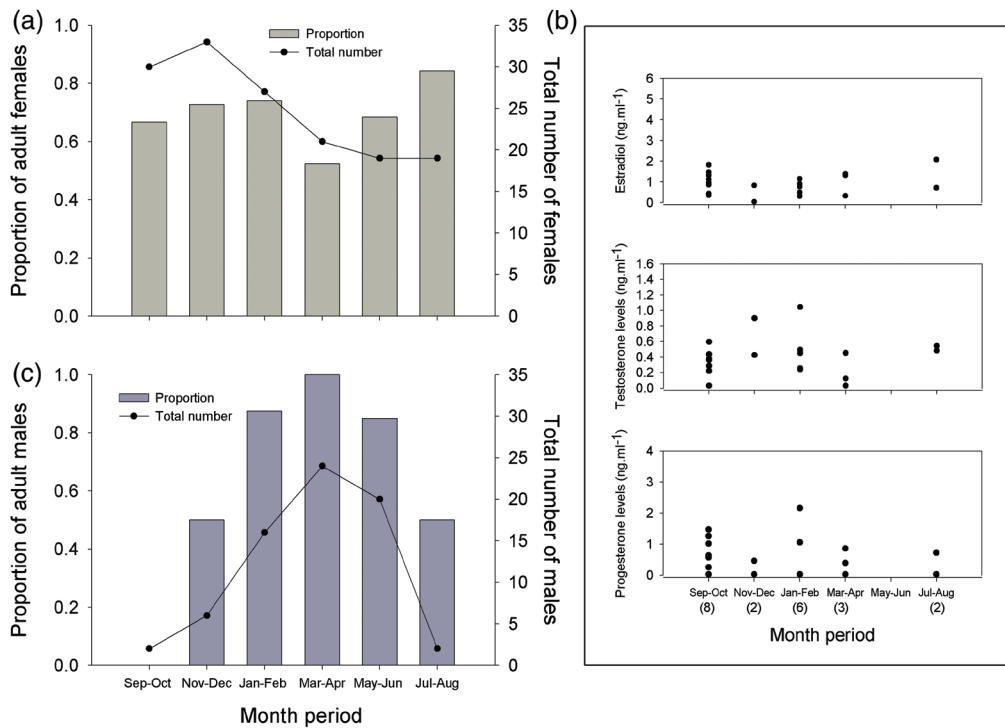 (a)
Proportion of adult females
1.0
0.8
0.6
0.4
0.2
0.0
Proportion
Total number
35
30
25
20
15
10
5
0
Total number of females
(c)
Proportion of adult males
1.0
0.8
0.6
0.4
0.2
0.0
Proportion
Total number
35
30
25
20
15
10
5
0
Total number of males
Sep-Oct Nov-Dec Jan-Feb Mar-Apr May-Jun Jul-Aug
Month period
(b)
Estradiol (ng.ml⁻¹)
6
5
4
3
2
1
0
Testosterone levels (ng.ml⁻¹)
1.6
1.4
1.2
1.0
0.8
0.6
0.4
0.2
0.0
Progesterone levels (ng.ml⁻¹)
4
3
2
1
0
Sep-Oct Nov-Dec Jan-Feb Mar-Apr May-Jun Jul-Aug
(8) (2) (6) (3) (2)
Month period